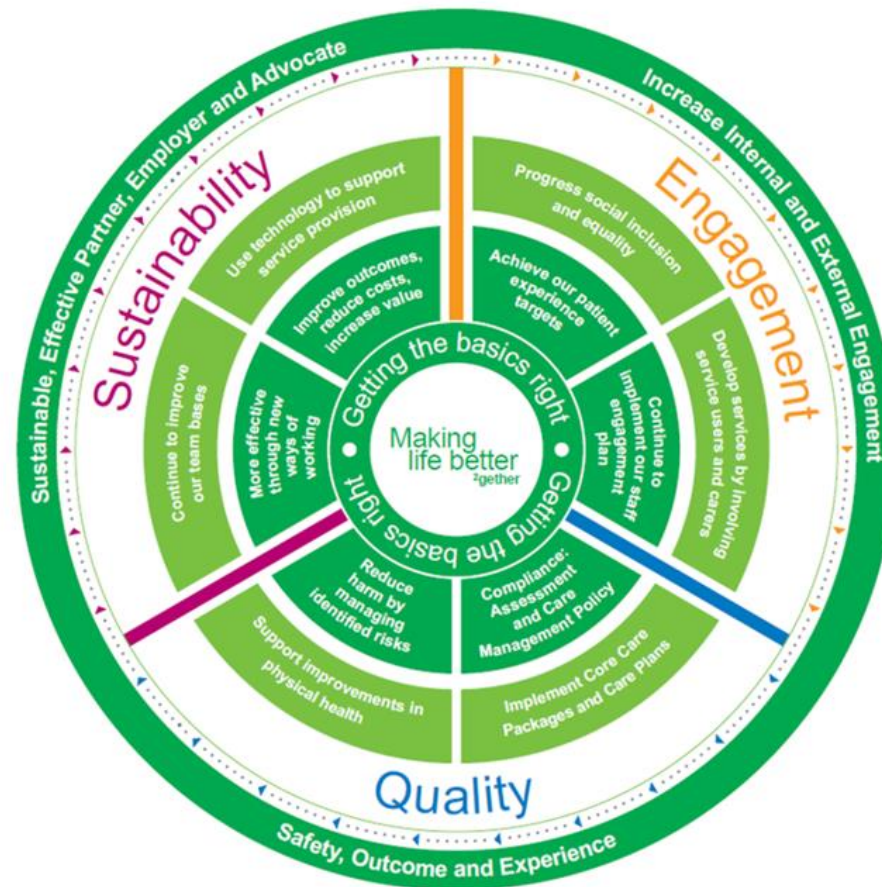 Sustainable, Effective Partner, Employer and Advocate
Increase Internal and External Engagement
Safety, Outcome and Experience
Sustainability
Engagement
Quality
Use technology to support
service provision
Continue to improve
our team bases
Improve outcomes,
reduce costs,
increase value
More effective
through new
ways of
working
Progress social inclusion
and equality
Develop services by involving
service users and carers
Achieve our patient
experience
targets
Continue to
implement our staff
engagement
plan
Reduce
harm by
managing
identified risks
Compliance:
Assessment
and Care
Management Policy
Support improvements in
physical health
Implement Core Care
Packages and Care Plans
Getting the basics right
Getting the basics right
Making
life better
²gether